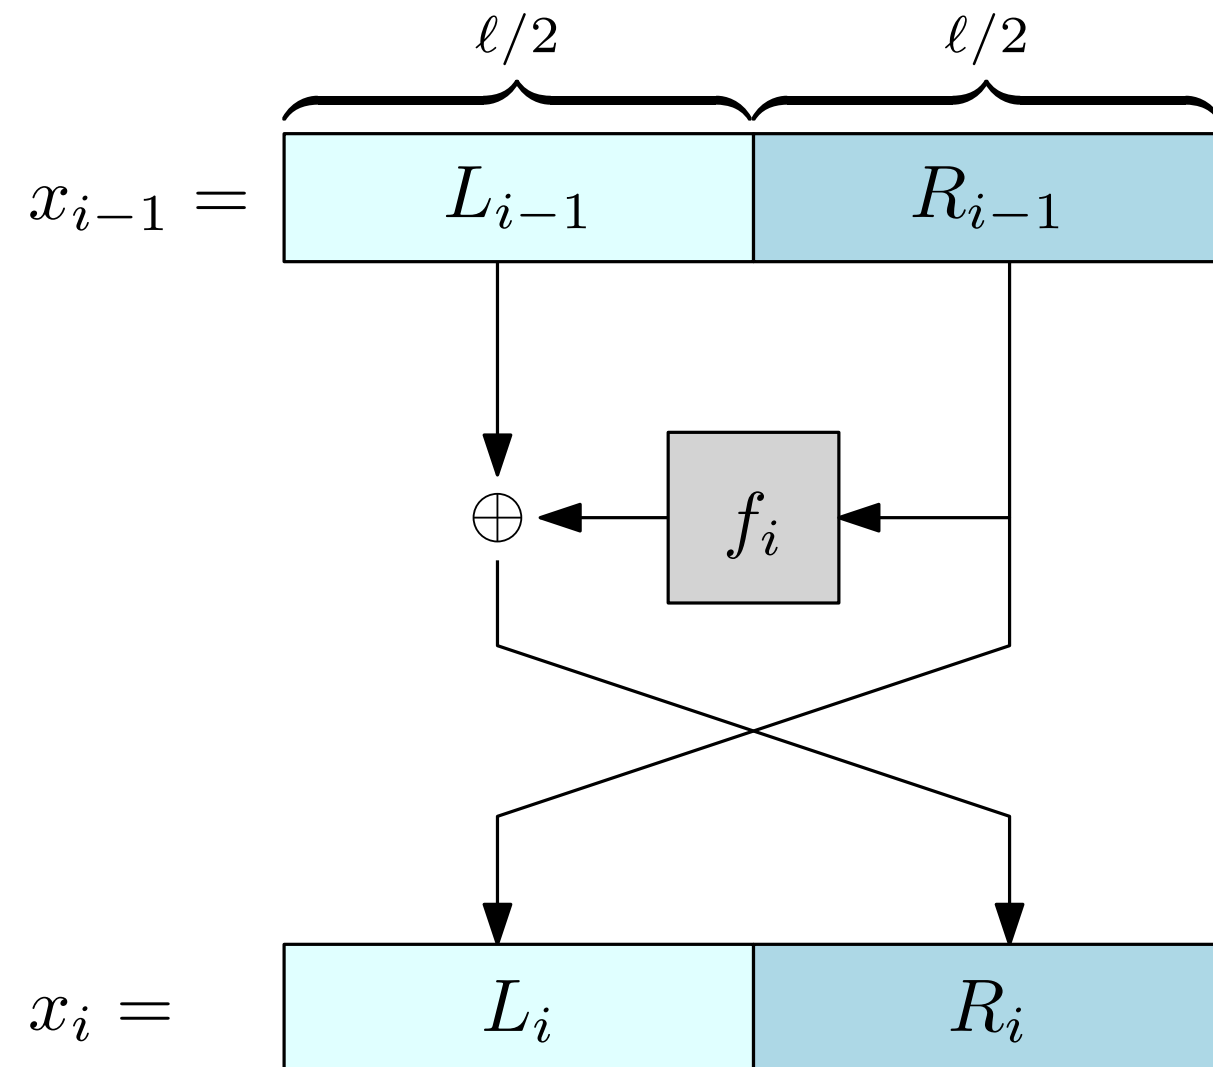 ℓ/2 ℓ/2
x_{i−1} = L_{i−1} R_{i−1}
⊕ f_i
x_i = L_i R_i